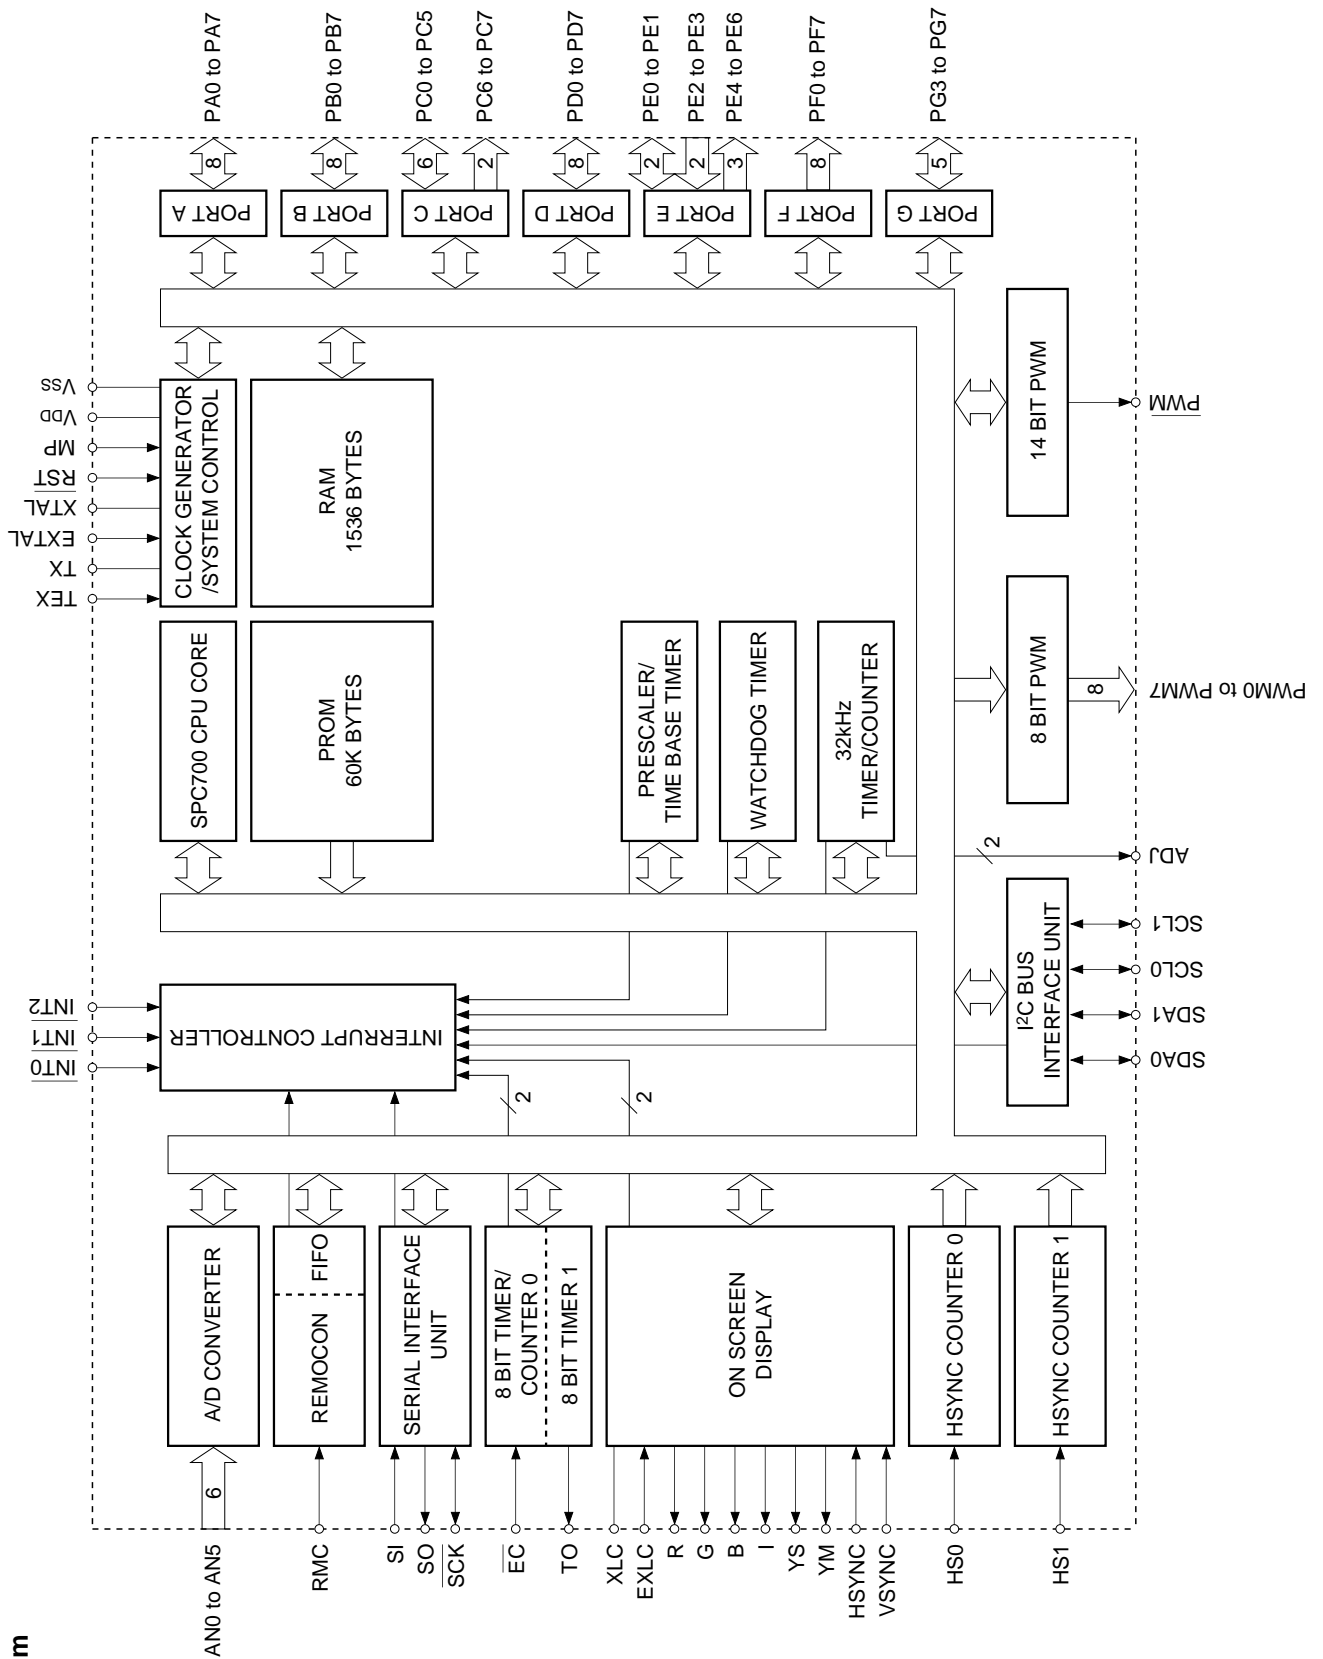 PA0 to PA7
PB0 to PB7
PC0 to PC5
PC6 to PC7
PD0 to PD7
PE0 to PE1
PE2 to PE3
PE4 to PE6
PF0 to PF7
PG3 to PG7
8
8
6
2
8
2
2
3
8
5
PORT A
PORT B
PORT C
PORT D
PORT E
PORT F
PORT G
VSS
VDD
MP
RST
XTAL
EXTAL
TX
TEX
CLOCK GENERATOR
/SYSTEM CONTROL
RAM
1536 BYTES
14 BIT PWM
PWM
SPC700 CPU CORE
PROM
60K BYTES
PRESCALER/
TIME BASE TIMER
WATCHDOG TIMER
32kHz
TIMER/COUNTER
8 BIT PWM
8
PWM0 to PWM7
2
ADJ
INT2
INT1
INT0
INTERRUPT CONTROLLER
I²C BUS
INTERFACE UNIT
SCL1
SCL0
SDA1
SDA0
2
2
A/D CONVERTER
FIFO
REMOCON
SERIAL INTERFACE
UNIT
8 BIT TIMER/
COUNTER 0
8 BIT TIMER 1
ON SCREEN
DISPLAY
HSYNC COUNTER 0
HSYNC COUNTER 1
6
AN0 to AN5
RMC
SI
SO
SCK
EC
TO
XLC
EXLC
R
G
B
I
YS
YM
HSYNC
VSYNC
HS0
HS1
m